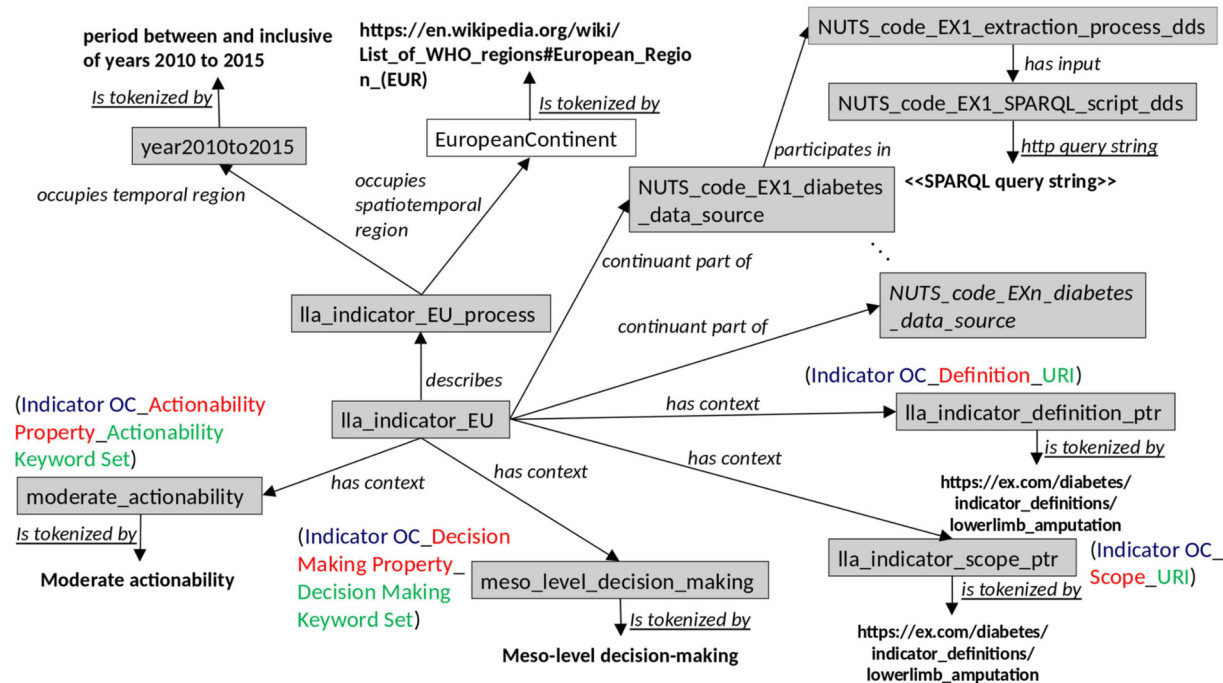 period between and inclusive
of years 2010 to 2015
Is tokenized by
year2010to2015
occupies temporal region
https://en.wikipedia.org/wiki/
List_of_WHO_regions#European_Regio
n_(EUR)
Is tokenized by
EuropeanContinent
occupies
spatiotemporal
region
NUTS_code_EX1_extraction_process_dds
has input
NUTS_code_EX1_SPARQL_script_dds
http query string
<<SPARQL query string>>
participates in
NUTS_code_EX1_diabetes
_data_source
continuant part of
NUTS_code_EXn_diabetes
_data_source
continuant part of
lla_indicator_EU_process
describes
lla_indicator_EU
(Indicator OC_Definition_URI)
has context
lla_indicator_definition_ptr
is tokenized by
https://ex.com/diabetes/
indicator_definitions/
lowerlimb_amputation
has context
lla_indicator_scope_ptr
(Indicator OC_
Scope_URI)
is tokenized by
https://ex.com/diabetes/
indicator_definitions/
lowerlimb_amputation
(Indicator OC_Actionability
Property_Actionability
Keyword Set)
has context
moderate_actionability
Is tokenized by
Moderate actionability
has context
(Indicator OC_Decision
Making Property_
Decision Making
Keyword Set)
meso_level_decision_making
Is tokenized by
Meso-level decision-making